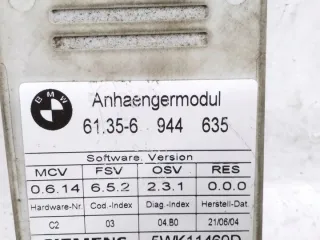 BMW
Anhaengermodul
61.35-6 944 635
Software. Version
MCV FSV OSV RES
0.6.14 6.5.2 2.3.1 0.0.0
Hardware-Nr. Cod.-Index Diag.-Index Herstell-Dat.
C2 03 04.B0 21/06/04
SIEMENS 5WK11460D